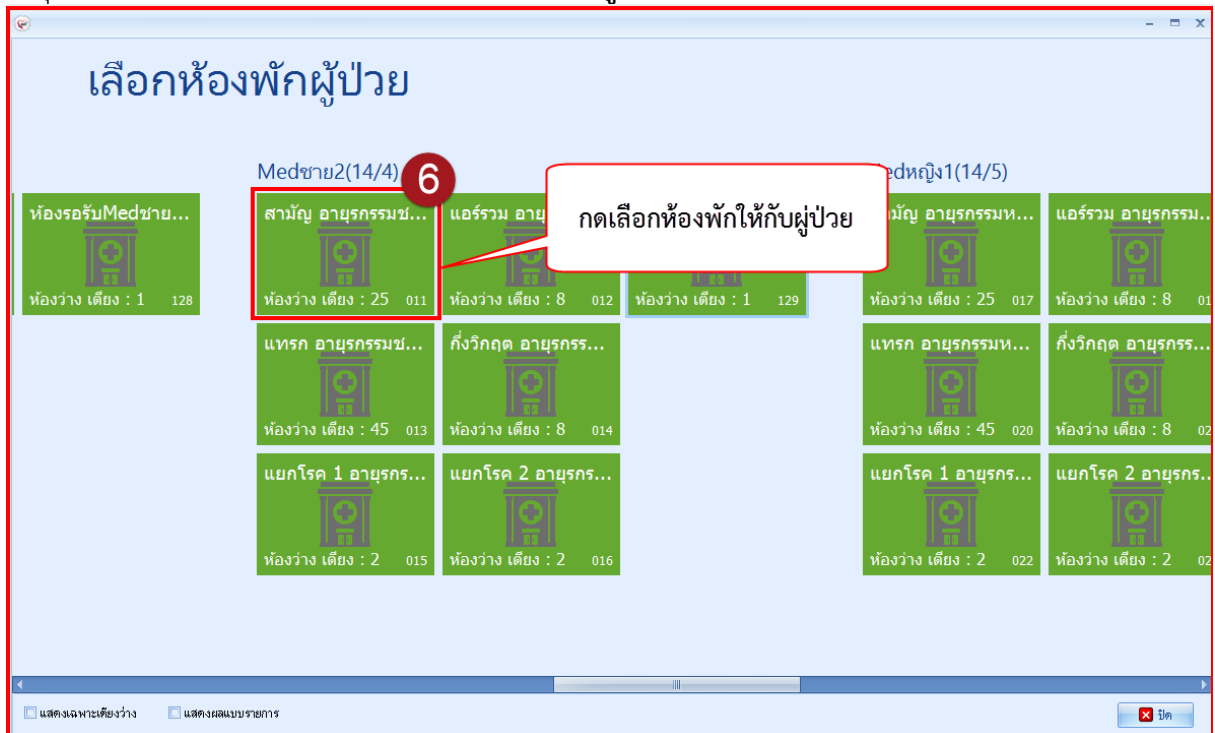 เลือกห้องพักผู้ป่วย
Medชาย2(14/4)
6
edหญิง1(14/5)
กดเลือกห้องพักให้กับผู่ป่วย
ห้องรอรับMedชาย...
ห้องว่าง เตียง : 1 128
สามัญ อายุรกรรมช...
ห้องว่าง เตียง : 25 011
แอร์รวม อายุ
ห้องว่าง เตียง : 8 012
ห้องว่าง เตียง : 1 129
มัญ อายุรกรรมห...
ห้องว่าง เตียง : 25 017
แอร์รวม อายุรกรรม...
ห้องว่าง เตียง : 8 01
แทรก อายุรกรรมช...
ห้องว่าง เตียง : 45 013
กึ่งวิกฤต อายุรกรร...
ห้องว่าง เตียง : 8 014
แทรก อายุรกรรมห...
ห้องว่าง เตียง : 45 020
กึ่งวิกฤต อายุรกรร...
ห้องว่าง เตียง : 8 02
แยกโรค 1 อายุรกร...
ห้องว่าง เตียง : 2 015
แยกโรค 2 อายุรกร...
ห้องว่าง เตียง : 2 016
แยกโรค 1 อายุรกร...
ห้องว่าง เตียง : 2 022
แยกโรค 2 อายุรกร...
ห้องว่าง เตียง : 2 02
แสดงเฉพาะเตียงว่าง
แสดงผลแบบรายการ
ปิด